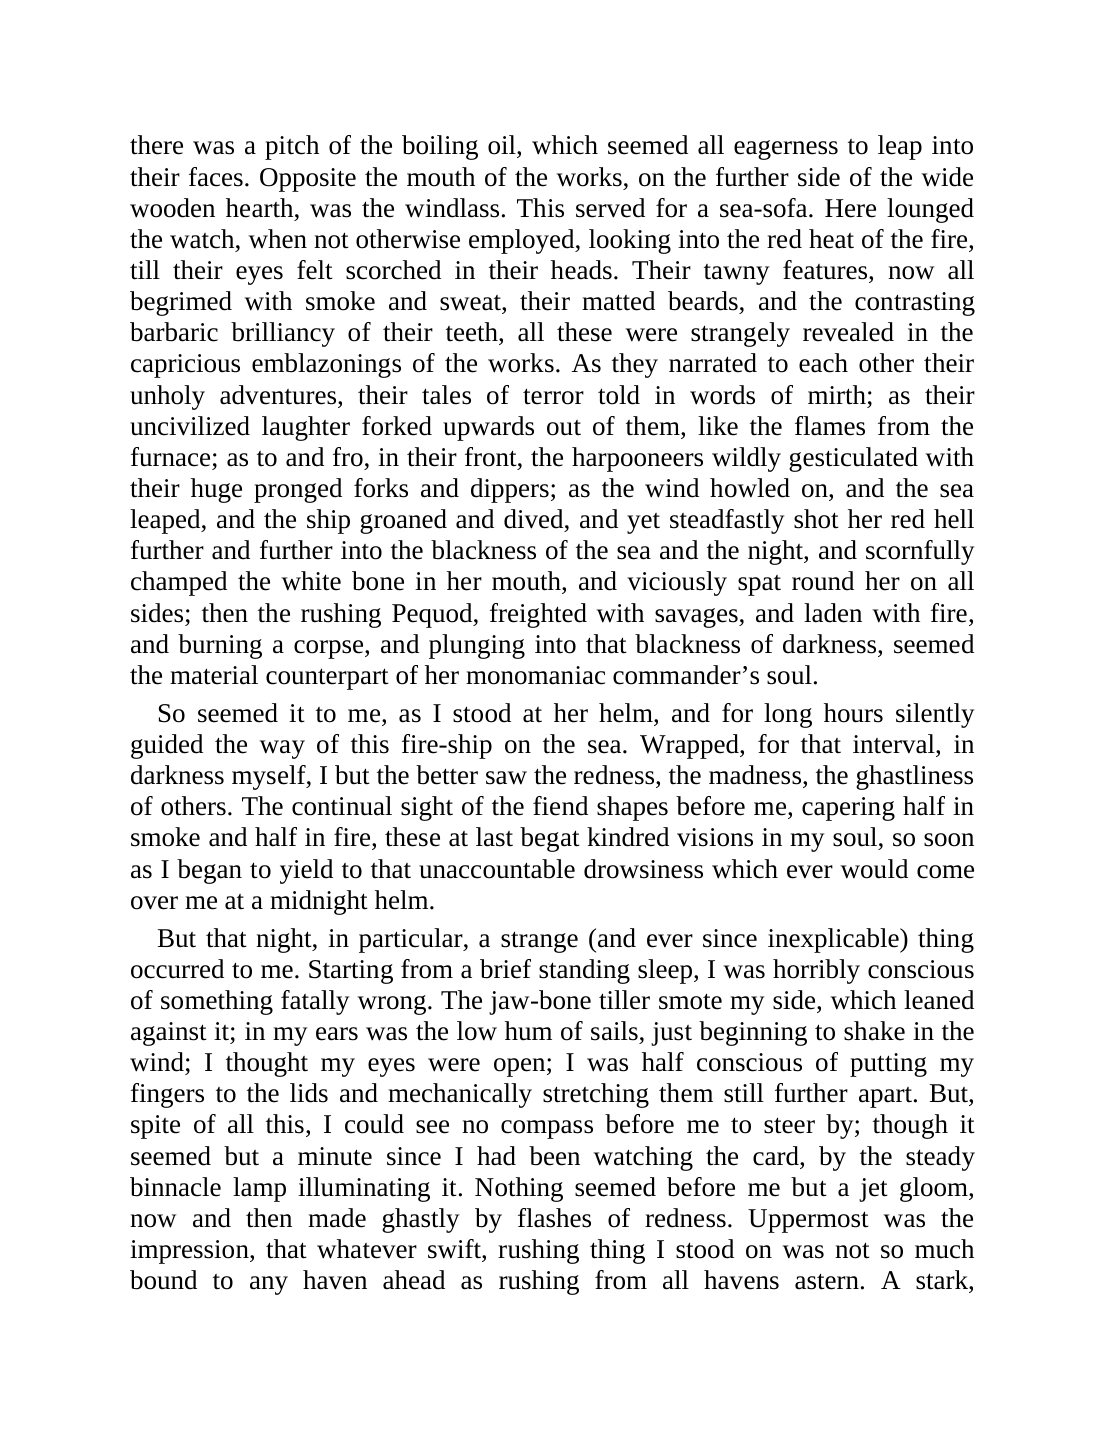 there was a pitch of the boiling oil, which seemed all eagerness to leap into
their faces. Opposite the mouth of the works, on the further side of the wide
wooden hearth, was the windlass. This served for a sea-sofa. Here lounged
the watch, when not otherwise employed, looking into the red heat of the fire,
till their eyes felt scorched in their heads. Their tawny features, now all
begrimed with smoke and sweat, their matted beards, and the contrasting
barbaric brilliancy of their teeth, all these were strangely revealed in the
capricious emblazonings of the works. As they narrated to each other their
unholy adventures, their tales of terror told in words of mirth; as their
uncivilized laughter forked upwards out of them, like the flames from the
furnace; as to and fro, in their front, the harpooneers wildly gesticulated with
their huge pronged forks and dippers; as the wind howled on, and the sea
leaped, and the ship groaned and dived, and yet steadfastly shot her red hell
further and further into the blackness of the sea and the night, and scornfully
champed the white bone in her mouth, and viciously spat round her on all
sides; then the rushing Pequod, freighted with savages, and laden with fire,
and burning a corpse, and plunging into that blackness of darkness, seemed
the material counterpart of her monomaniac commander’s soul.
So seemed it to me, as I stood at her helm, and for long hours silently
guided the way of this fire-ship on the sea. Wrapped, for that interval, in
darkness myself, I but the better saw the redness, the madness, the ghastliness
of others. The continual sight of the fiend shapes before me, capering half in
smoke and half in fire, these at last begat kindred visions in my soul, so soon
as I began to yield to that unaccountable drowsiness which ever would come
over me at a midnight helm.
But that night, in particular, a strange (and ever since inexplicable) thing
occurred to me. Starting from a brief standing sleep, I was horribly conscious
of something fatally wrong. The jaw-bone tiller smote my side, which leaned
against it; in my ears was the low hum of sails, just beginning to shake in the
wind; I thought my eyes were open; I was half conscious of putting my
fingers to the lids and mechanically stretching them still further apart. But,
spite of all this, I could see no compass before me to steer by; though it
seemed but a minute since I had been watching the card, by the steady
binnacle lamp illuminating it. Nothing seemed before me but a jet gloom,
now and then made ghastly by flashes of redness. Uppermost was the
impression, that whatever swift, rushing thing I stood on was not so much
bound to any haven ahead as rushing from all havens astern. A stark,